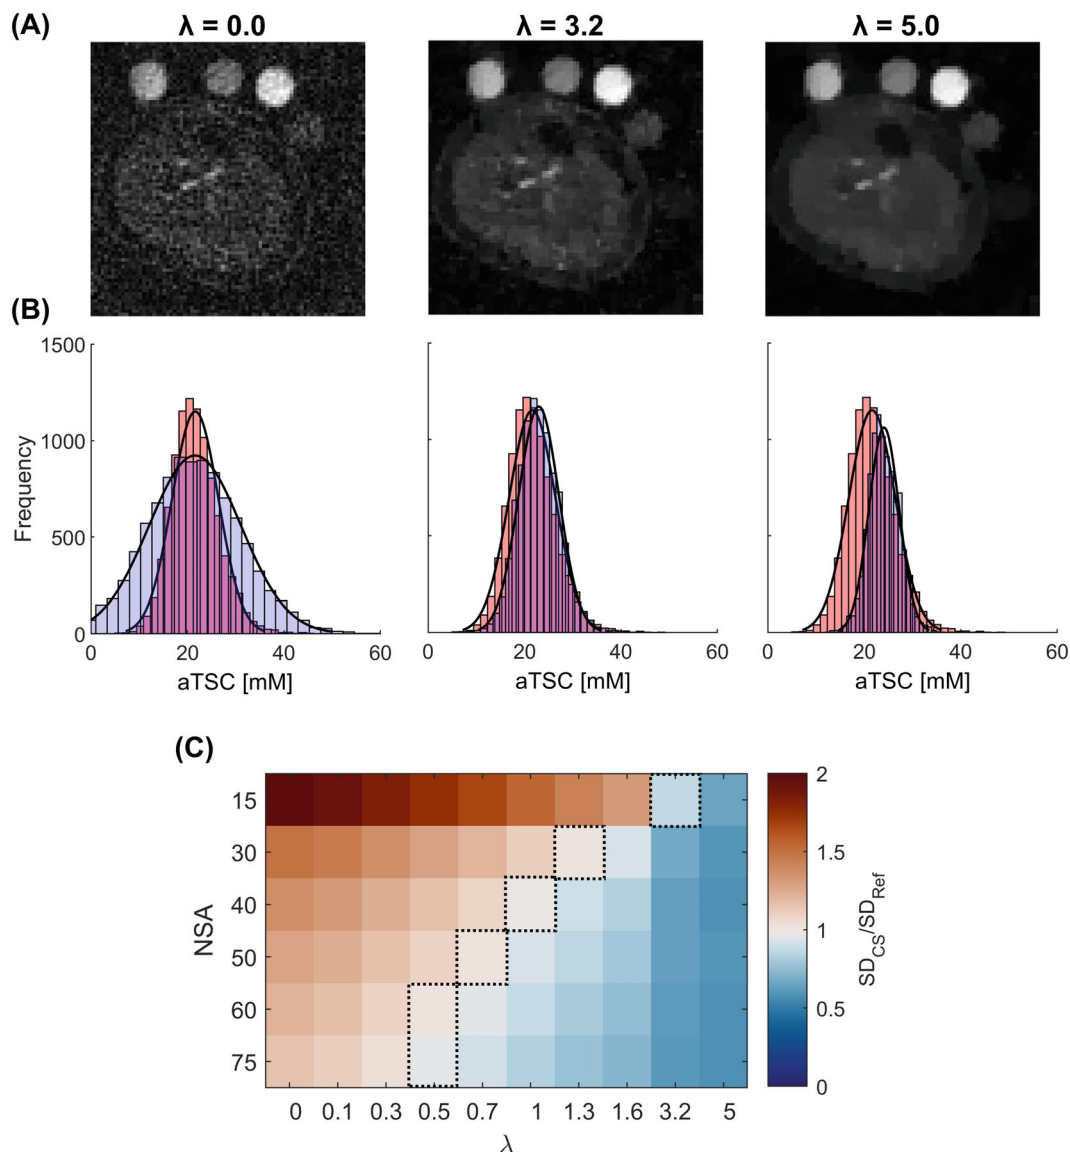 (A)
λ = 0.0 λ = 3.2 λ = 5.0
(B)
1500
1000
500
0
Frequency
0 20 40 60
aTSC [mM]
0 20 40 60
aTSC [mM]
0 20 40 60
aTSC [mM]
(C)
NSA
15
30
40
50
60
75
0 0.1 0.3 0.5 0.7 1 1.3 1.6 3.2 5
λ
2
1.5
1
0.5
0
SD_CS/SD_Ref